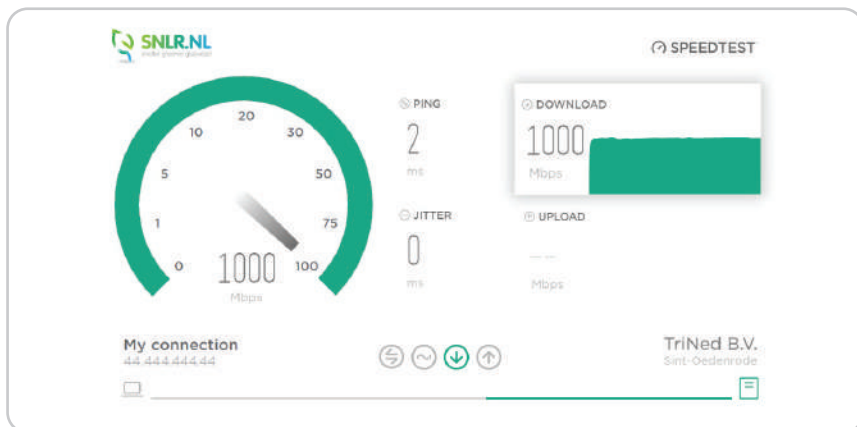 SNLR.NL
SPEEDTEST
20
10
30
5
50
1
75
0
100
1000
Mbps
PING
2
ms
JITTER
0
ms
DOWNLOAD
1000
Mbps
UPLOAD
— —
Mbps
My connection
44.444.444.44
TriNed B.V.
Sint-Oedenrode